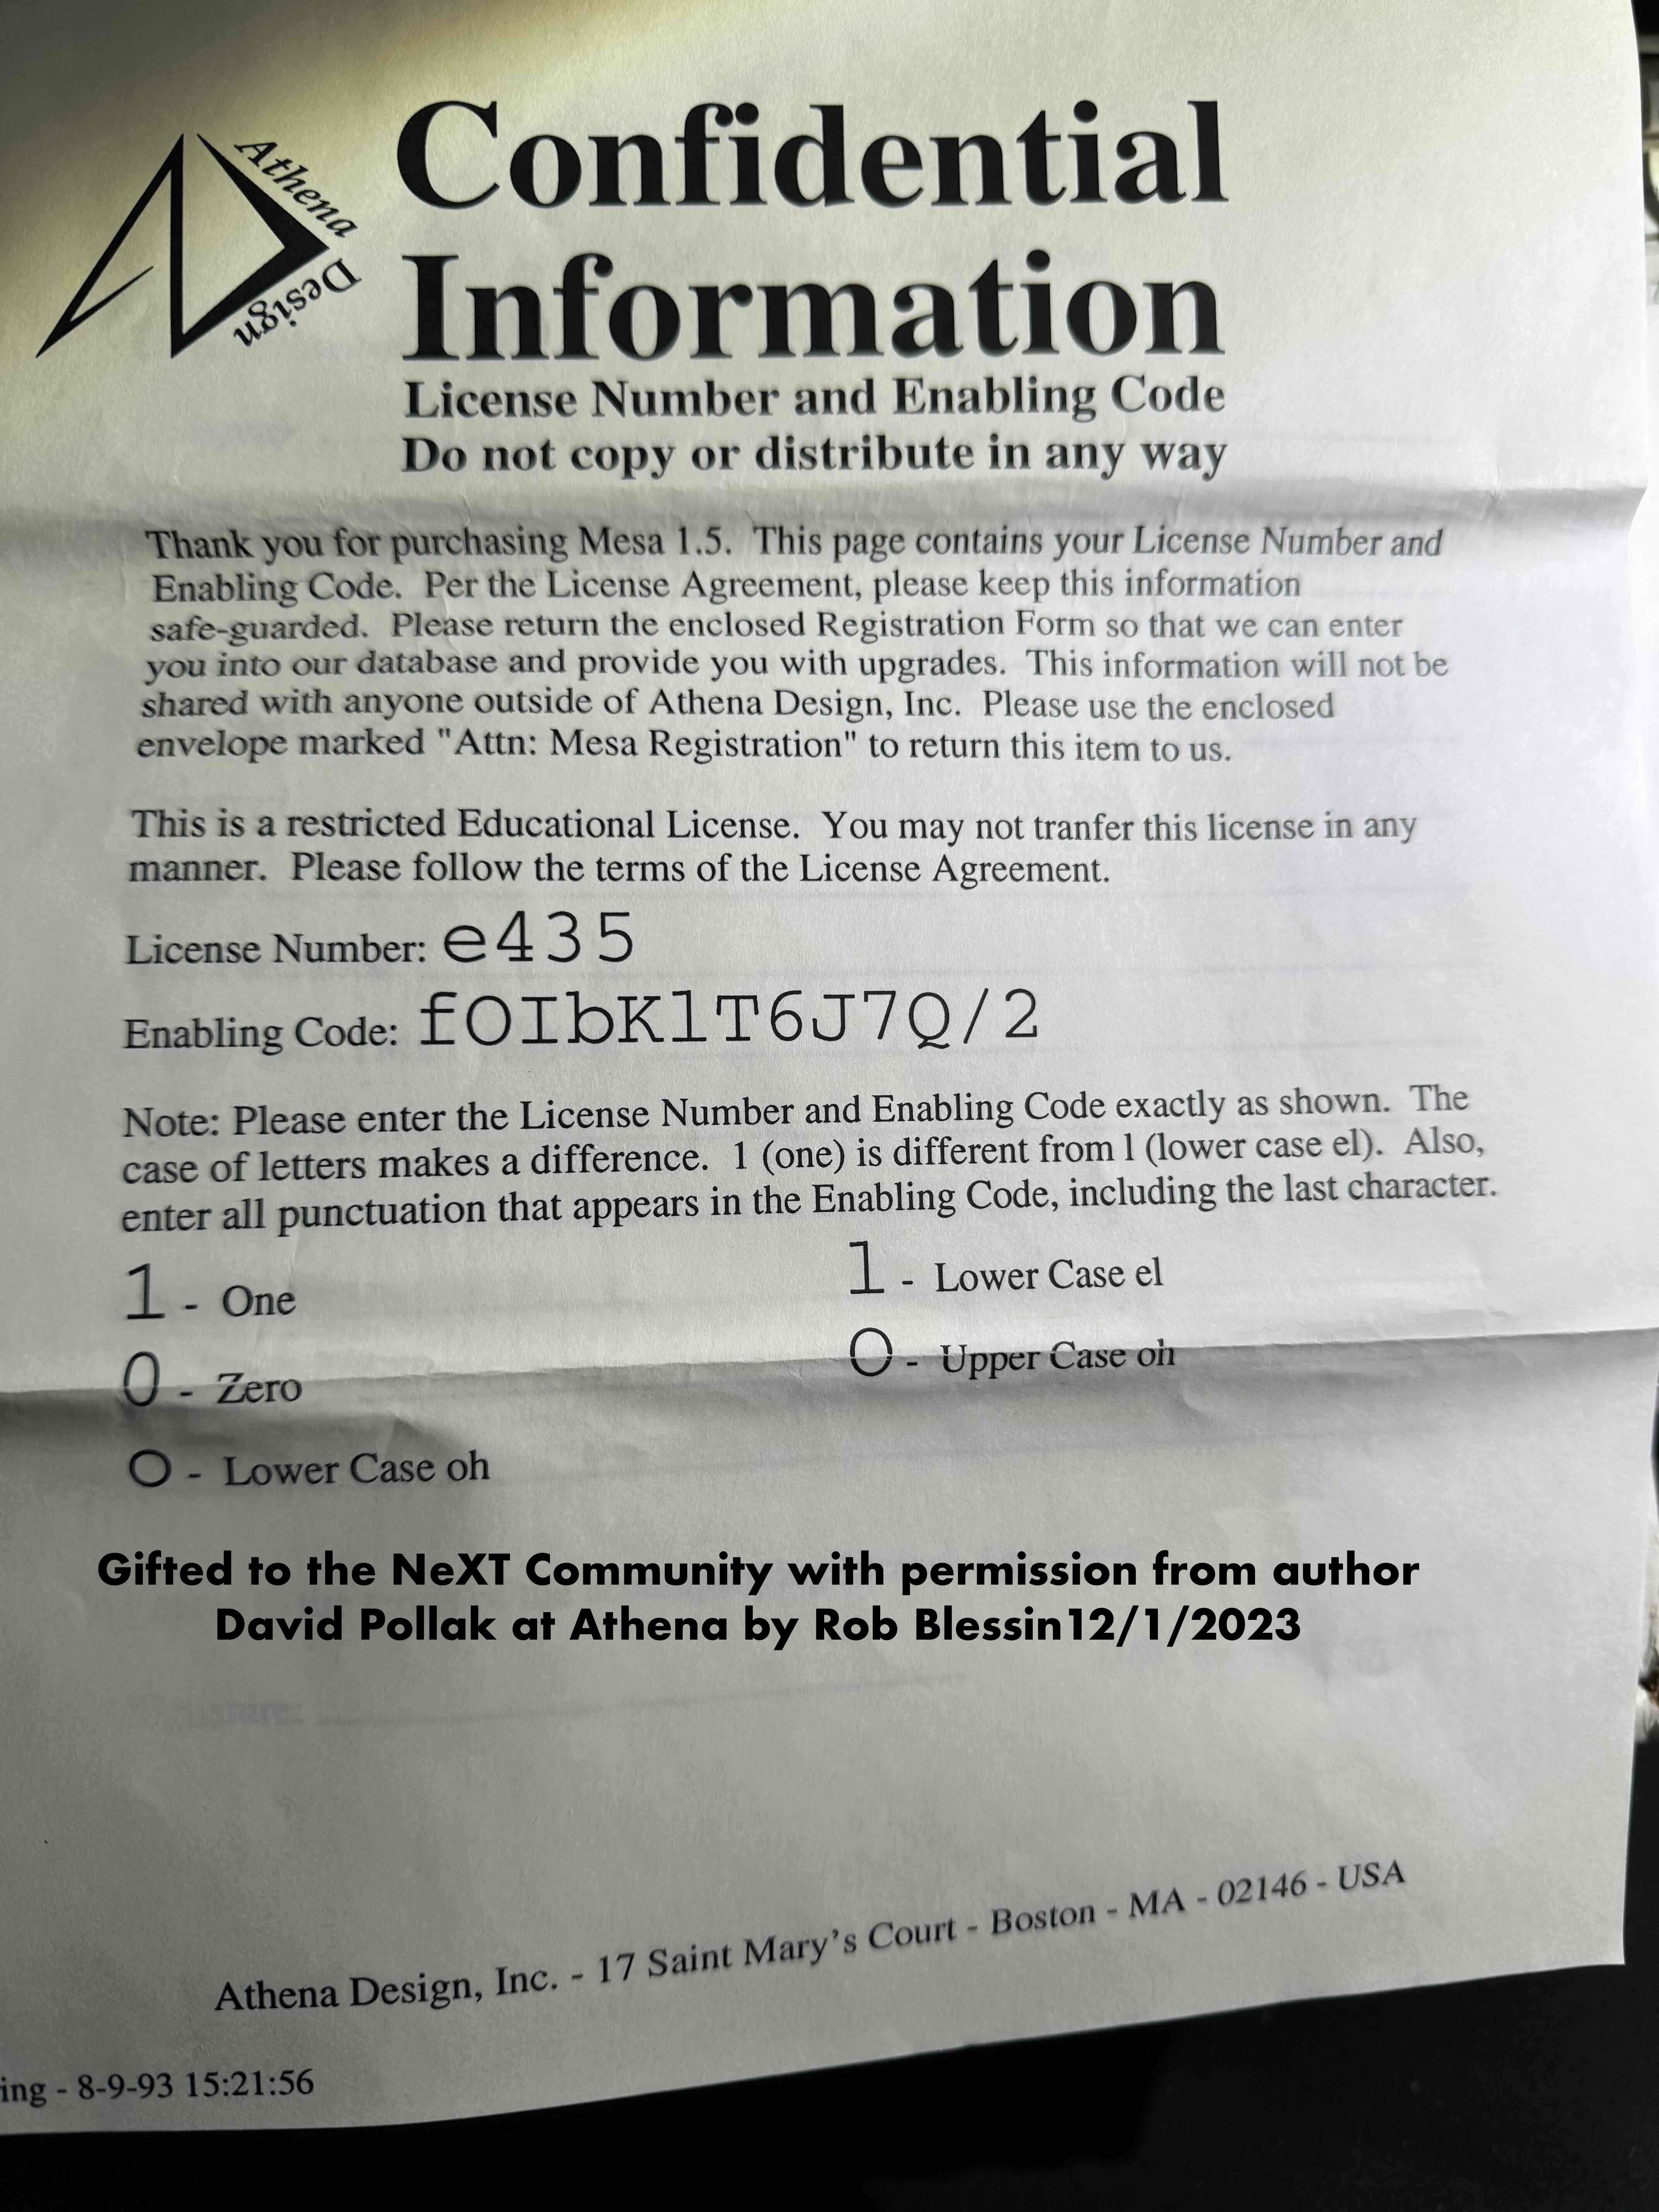 Athena
Design
Confidential
Information
License Number and Enabling Code
Do not copy or distribute in any way
Thank you for purchasing Mesa 1.5.  This page contains your License Number and
Enabling Code.  Per the License Agreement, please keep this information
safe-guarded.  Please return the enclosed Registration Form so that we can enter
you into our database and provide you with upgrades.  This information will not be
shared with anyone outside of Athena Design, Inc.  Please use the enclosed
envelope marked "Attn: Mesa Registration" to return this item to us.
This is a restricted Educational License.  You may not tranfer this license in any
manner.  Please follow the terms of the License Agreement.
License Number: e435
Enabling Code: fOIbKlT6J7Q/2
Note: Please enter the License Number and Enabling Code exactly as shown.  The
case of letters makes a difference.  1 (one) is different from l (lower case el).  Also,
enter all punctuation that appears in the Enabling Code, including the last character.
1 - One
l - Lower Case el
0 - Zero
O - Upper Case oh
o - Lower Case oh
Gifted to the NeXT Community with permission from author
David Pollak at Athena by Rob Blessin12/1/2023
Athena Design, Inc. - 17 Saint Mary's Court - Boston - MA - 02146 - USA
ing - 8-9-93 15:21:56